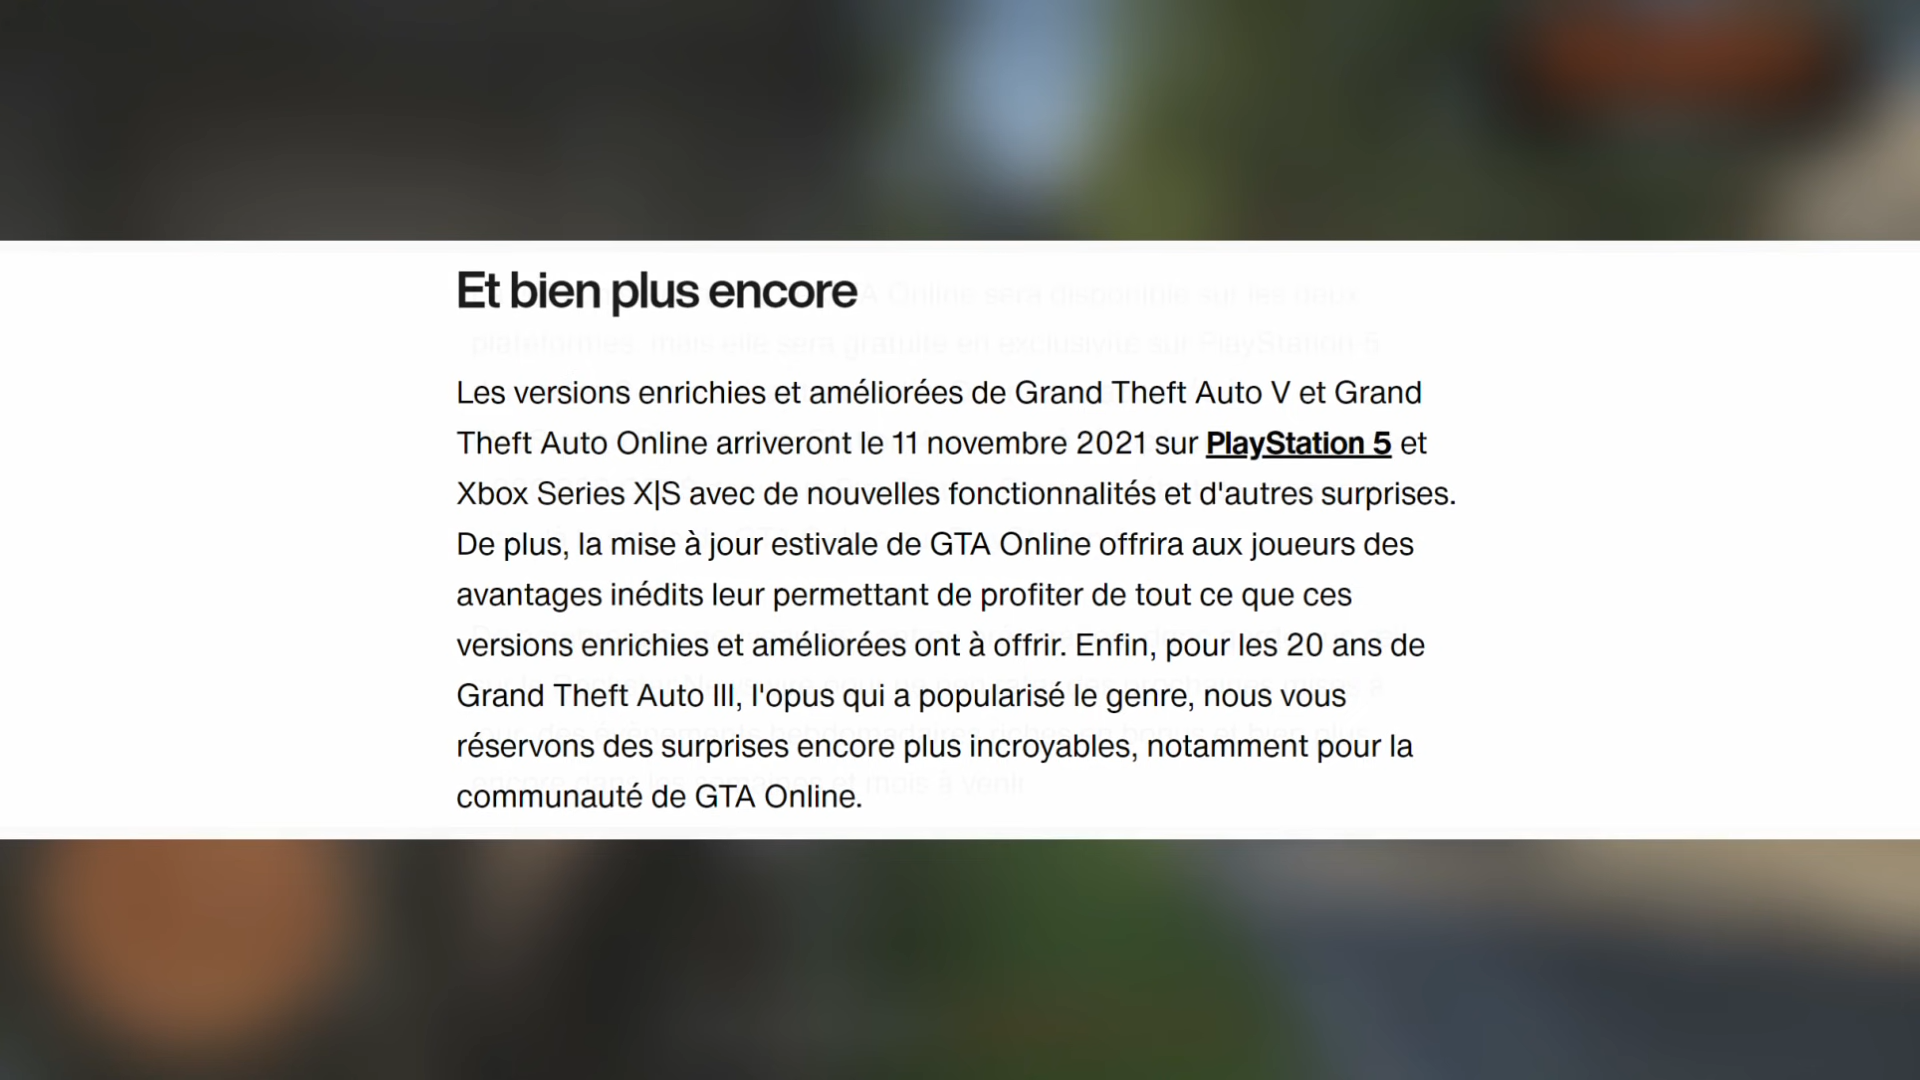 Et bien plus encore
Les versions enrichies et améliorées de Grand Theft Auto V et Grand
Theft Auto Online arriveront le 11 novembre 2021 sur PlayStation 5 et
Xbox Series X|S avec de nouvelles fonctionnalités et d'autres surprises.
De plus, la mise à jour estivale de GTA Online offrira aux joueurs des
avantages inédits leur permettant de profiter de tout ce que ces
versions enrichies et améliorées ont à offrir. Enfin, pour les 20 ans de
Grand Theft Auto III, l'opus qui a popularisé le genre, nous vous
réservons des surprises encore plus incroyables, notamment pour la
communauté de GTA Online.